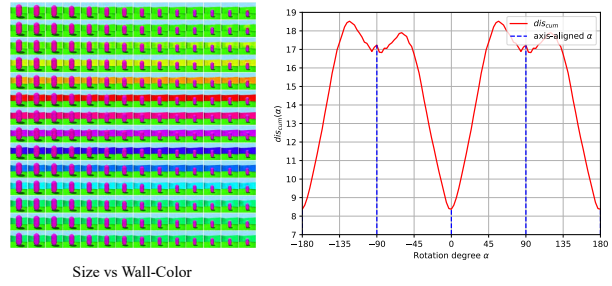 Size vs Wall-Color
19
18
17
16
15
14
13
12
11
10
9
8
7
dis_cum(α)
dis_cum
axis-aligned α
−180 −135 −90 −45 0 45 90 135 180
Rotation degree α